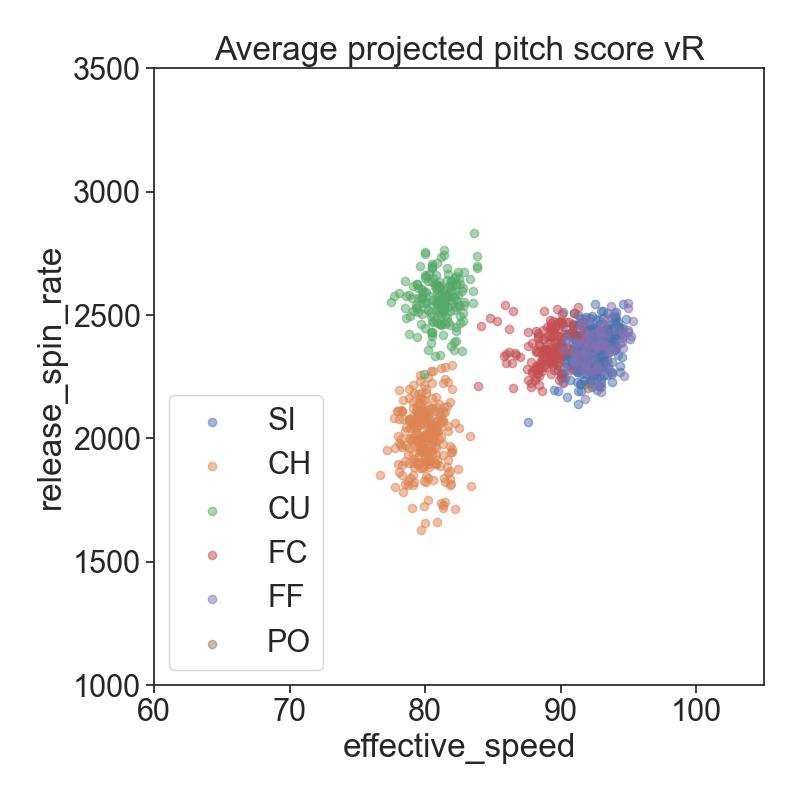 Average projected pitch score vR
3500
3000
2500
2000
1500
1000
release_spin_rate
SI
CH
CU
FC
FF
PO
60
70
80
90
100
effective_speed